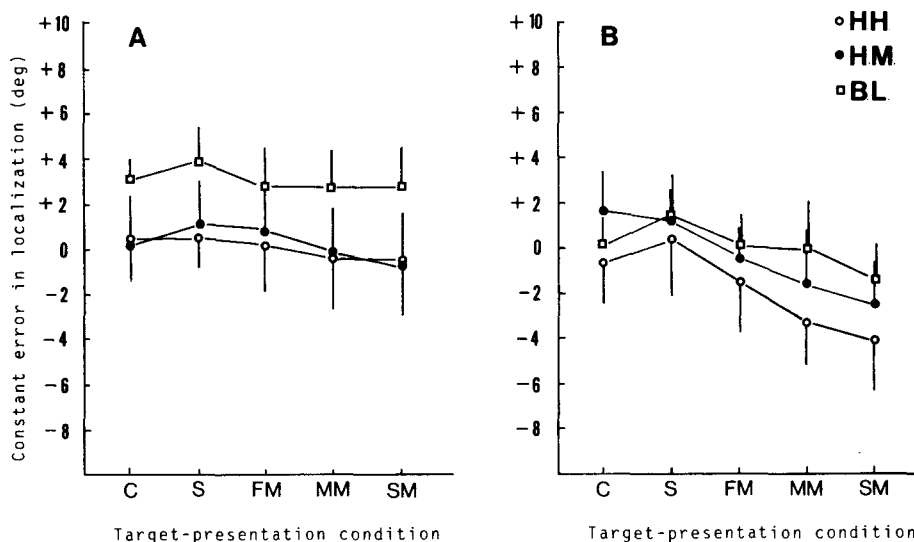 Constant error in localization (deg)
+10
+8
+6
+4
+2
0
-2
-4
-6
-8
A
C S FM MM SM
Target-presentation condition
+10
+8
+6
+4
+2
0
-2
-4
-6
-8
B
HH
HM
BL
C S FM MM SM
Target-presentation condition